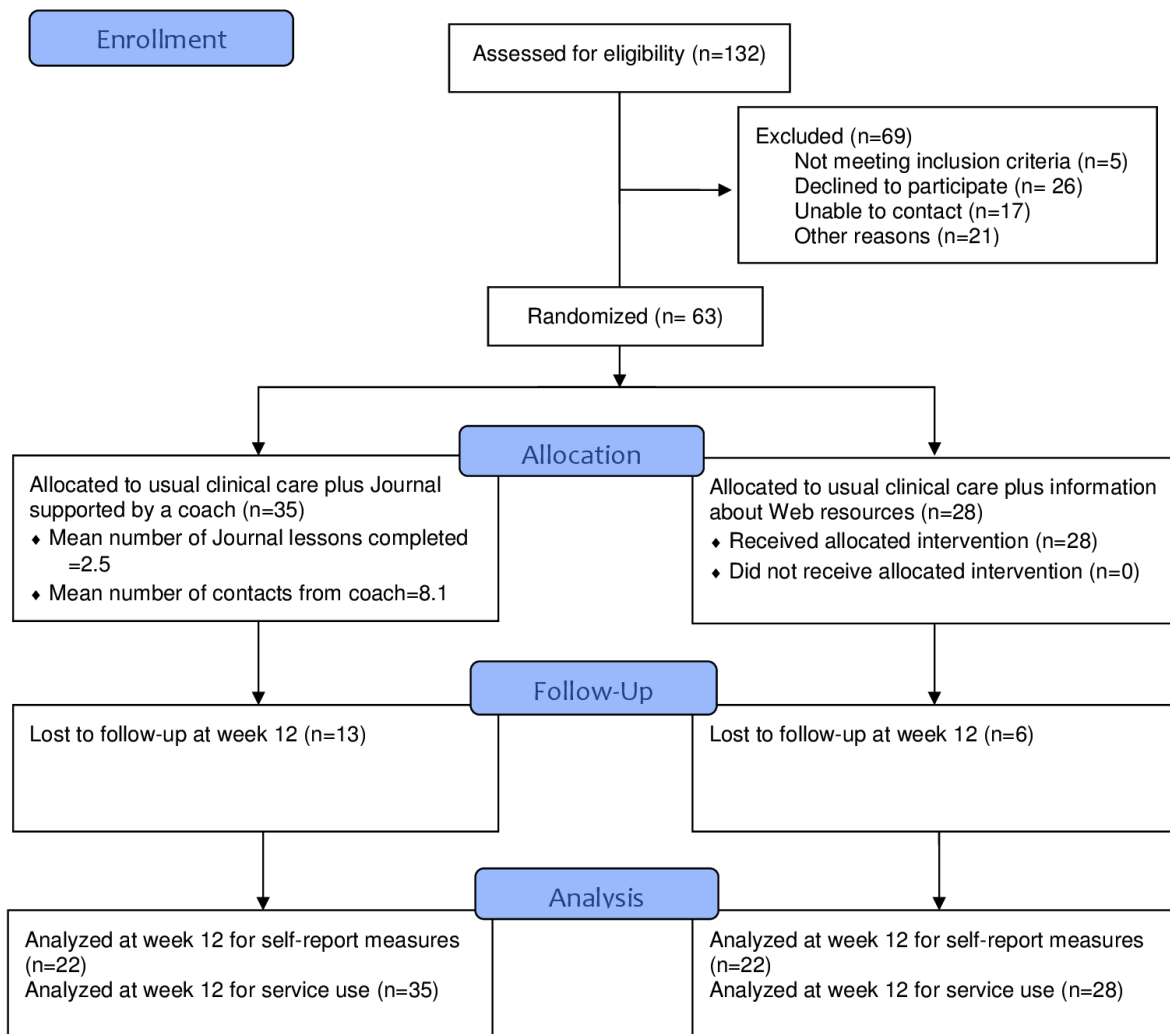 Enrollment
Assessed for eligibility (n=132)
Excluded (n=69)
Not meeting inclusion criteria (n=5)
Declined to participate (n= 26)
Unable to contact (n=17)
Other reasons (n=21)
Randomized (n= 63)
Allocation
Allocated to usual clinical care plus Journal
supported by a coach (n=35)
♦ Mean number of Journal lessons completed
=2.5
♦ Mean number of contacts from coach=8.1
Allocated to usual clinical care plus information
about Web resources (n=28)
♦ Received allocated intervention (n=28)
♦ Did not receive allocated intervention (n=0)
Follow-Up
Lost to follow-up at week 12 (n=13)
Lost to follow-up at week 12 (n=6)
Analysis
Analyzed at week 12 for self-report measures
(n=22)
Analyzed at week 12 for service use (n=35)
Analyzed at week 12 for self-report measures
(n=22)
Analyzed at week 12 for service use (n=28)